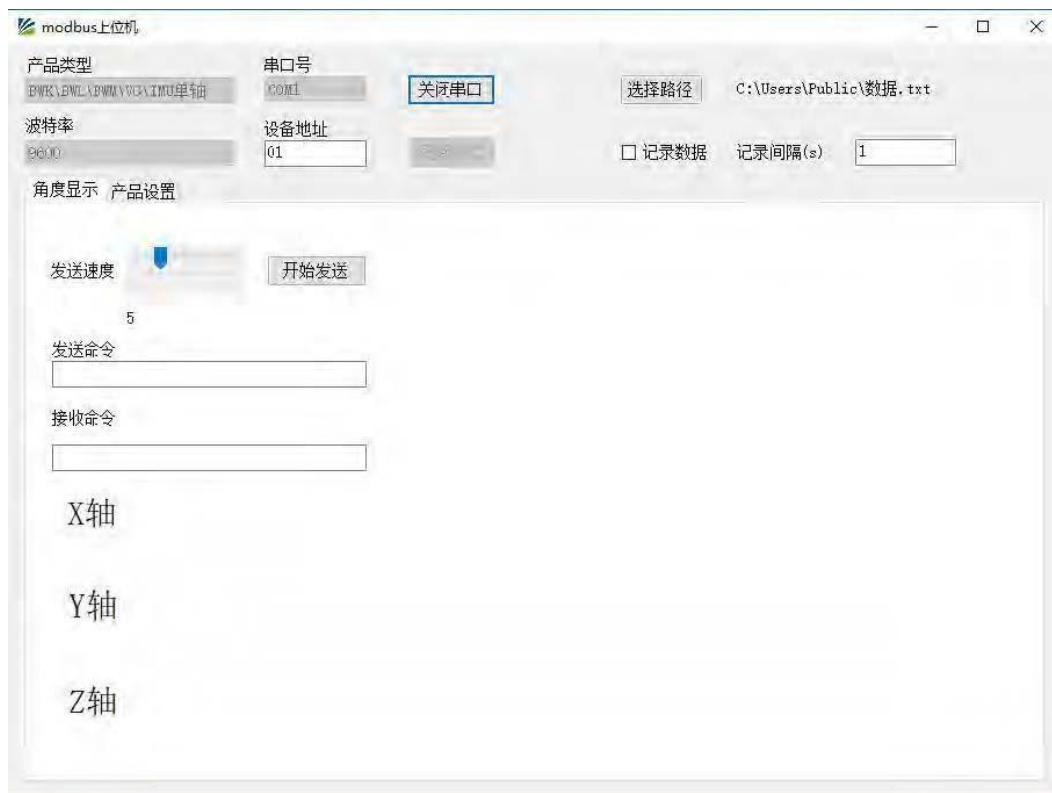 modbus上位机
产品类型
串口号
BWK\BWL\BWM\VG\IMU单轴
COM1
关闭串口
选择路径
C:\Users\Public\数据.txt
波特率
设备地址
9600
01
记录数据
记录间隔(s)
1
角度显示
产品设置
发送速度
开始发送
5
发送命令
接收命令
X轴
Y轴
Z轴